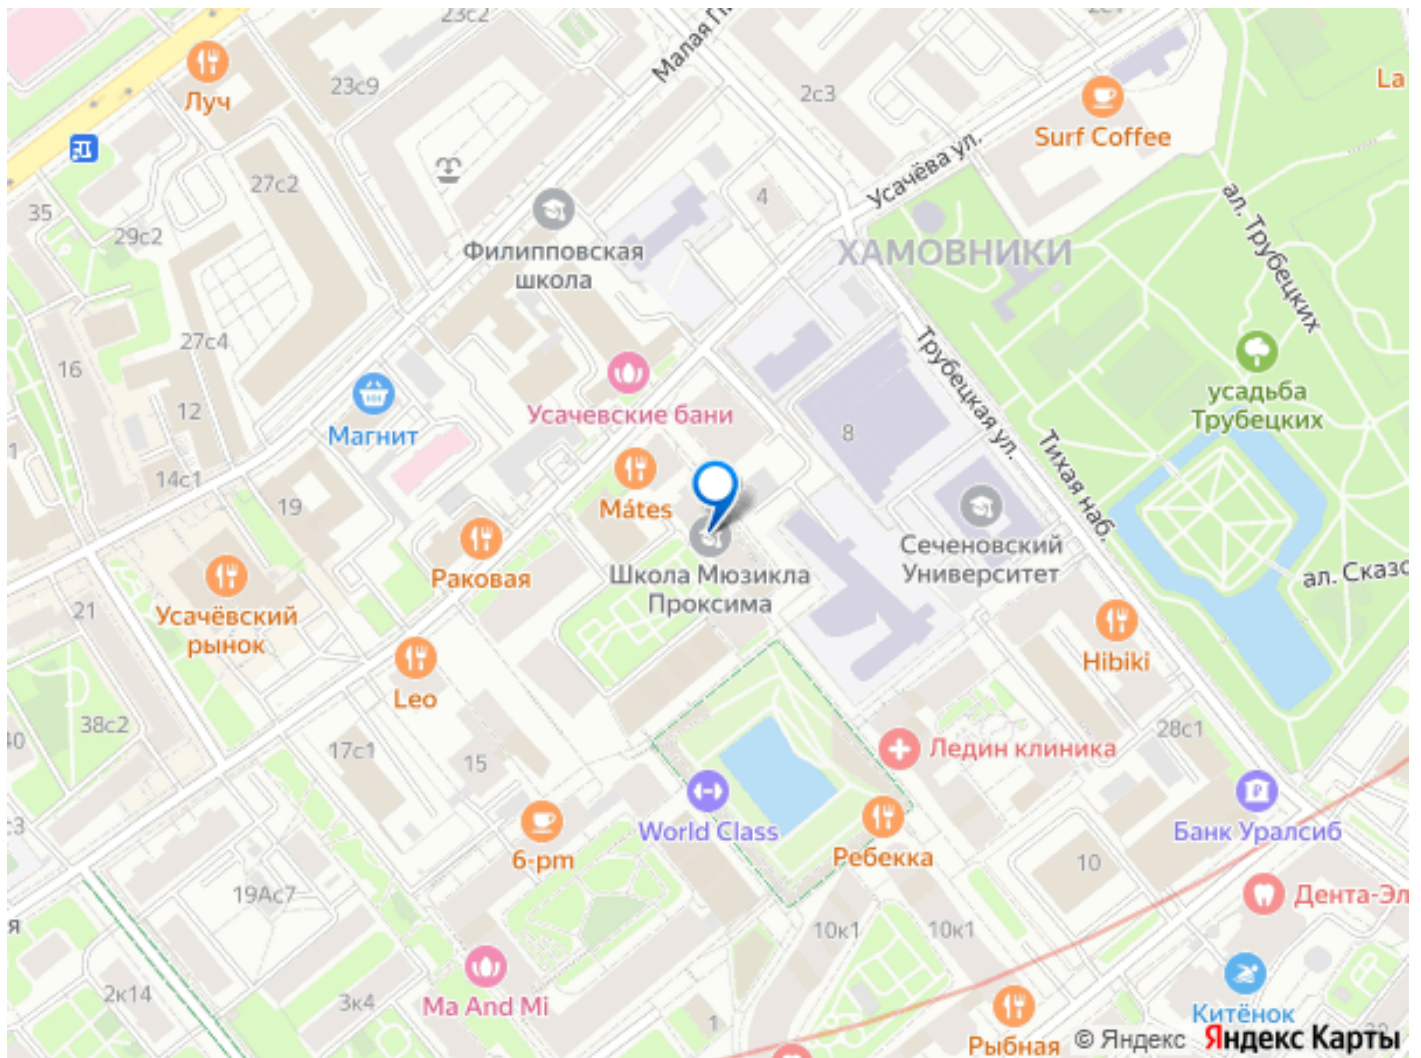 23с2
Малая П
2с
Луч
23с9
2с3
La
Surf Coffee
Усачёва ул.
27с2
4
ал. Трубецких
35
29с2
Филипповская
школа
ХАМОВНИКИ
27с4
Трубецкая ул.
16
12
Усачевские бани
усадьба
Трубецких
Магнит
8
Тихая наб.
1
14с1
19
Mátes
Раковая
Школа Мюзикла
Проксима
Сеченовский
Университет
ал. Сказо
21
Усачёвский
рынок
Hibiki
Leo
38с2
40
17с1
15
28с1
Ледин клиника
с3
World Class
6-pm
Ребекка
Банк Уралсиб
10
19Ас7
Дента-Эл
я
10к1
10к1
2к14
3к4
Ma And Mi
1
Китёнок
Рыбная
© Яндекс Яндекс Карты